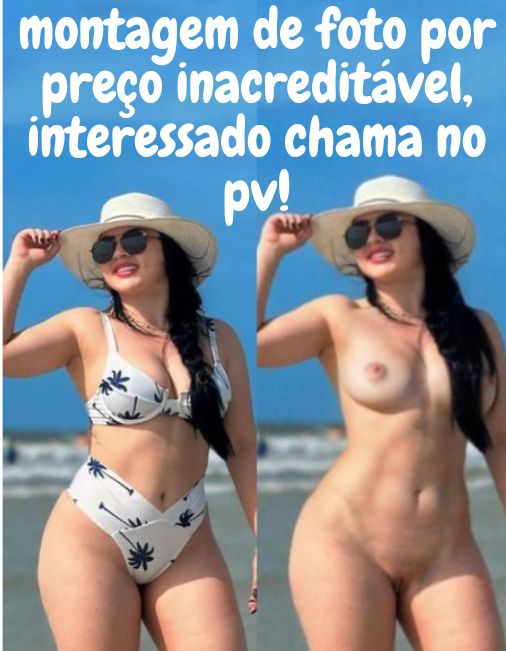 montagem de foto por
preço inacreditável,
interessado chama no
pv!